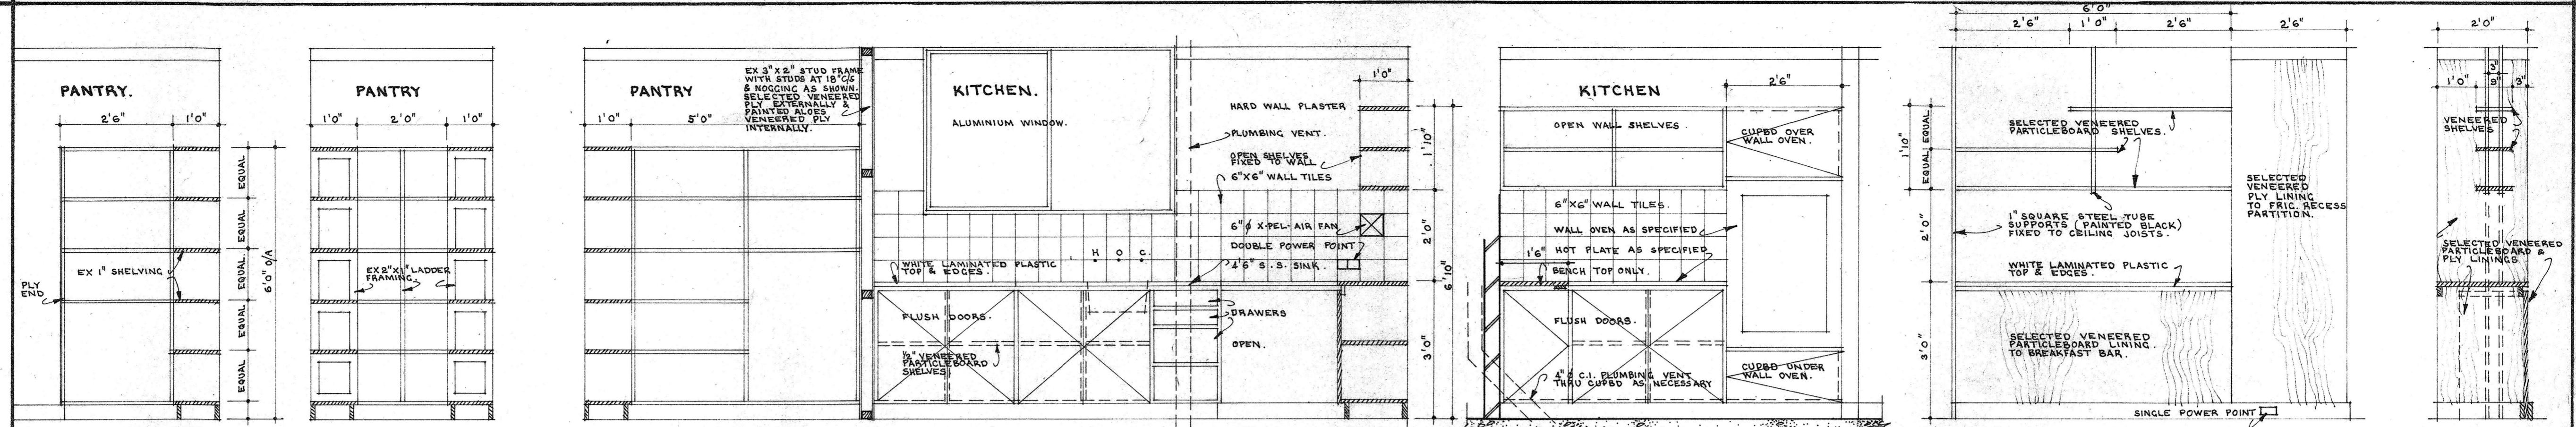 PANTRY.
2'6"
1'0"
PLY
END
EX 1" SHELVING
EQUAL
EQUAL
EQUAL.
EQUAL
EQUAL
6'0" O/A
PANTRY
1'0"
2'0"
1'0"
EX 2"X1" LADDER
FRAMING.
PANTRY
1'0"
5'0"
EX 3"X2" STUD FRAME
WITH STUDS AT 18"C/S
& NOGGING AS SHOWN.
SELECTED VENEERED
PLY EXTERNALLY &
PAINTED ALOES
VENEERED PLY
INTERNALLY.
KITCHEN.
ALUMINIUM WINDOW.
HARD WALL PLASTER
PLUMBING VENT.
OPEN SHELVES
FIXED TO WALL
6"X6" WALL TILES
6"ϕ X-PEL-AIR FAN
DOUBLE POWER POINT
4'6" S.S. SINK.
H O C.
WHITE LAMINATED PLASTIC
TOP & EDGES.
FLUSH DOORS.
1/2" VENEERED
PARTICLEBOARD
SHELVES
DRAWERS
OPEN.
1'0"
1'10"
2'0"
3'0"
6'10"
KITCHEN
2'6"
OPEN WALL SHELVES.
CUPBD OVER
WALL OVEN.
6"X6" WALL TILES.
WALL OVEN AS SPECIFIED
1'6"
HOT PLATE AS SPECIFIED
BENCH TOP ONLY.
FLUSH DOORS.
4"ϕ C.I. PLUMBING VENT
THRU CUPBD AS NECESSARY
CUPBD UNDER
WALL OVEN.
6'0"
2'6"
1'0"
2'6"
2'6"
1'10"
EQUAL
EQUAL
2'0"
3'0"
SELECTED VENEERED
PARTICLEBOARD SHELVES.
1" SQUARE STEEL TUBE
SUPPORTS (PAINTED BLACK)
FIXED TO CEILING JOISTS.
WHITE LAMINATED PLASTIC
TOP & EDGES.
SELECTED VENEERED
PARTICLEBOARD LINING.
TO BREAKFAST BAR.
SELECTED
VENEERED
PLY LINING
TO FRIG. RECESS
PARTITION.
SINGLE POWER POINT
2'0"
3"
1'0"
9"
3"
VENEERED
SHELVES
SELECTED VENEERED
PARTICLEBOARD &
PLY LININGS